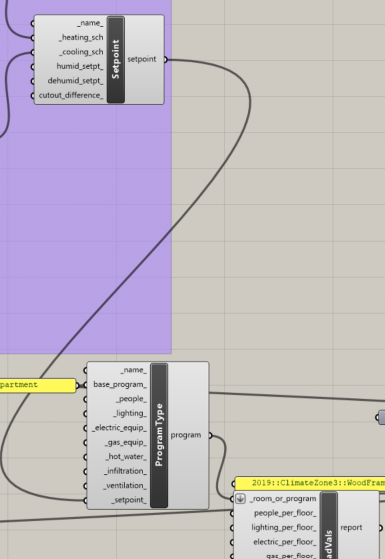 _name_
_heating_sch
_cooling_sch
humid_setpt_
dehumid_setpt_
cutout_difference_
Setpoint
setpoint
partment
_name_
base_program_
_people_
_lighting_
_electric_equip_
_gas_equip_
_hot_water_
_infiltration_
_ventilation_
_setpoint_
ProgramType
program
2019::ClimateZone3::WoodFram
_room_or_program
people_per_floor_
lighting_per_floor_
electric_per_floor_
gas_per_floor_
adVals
report